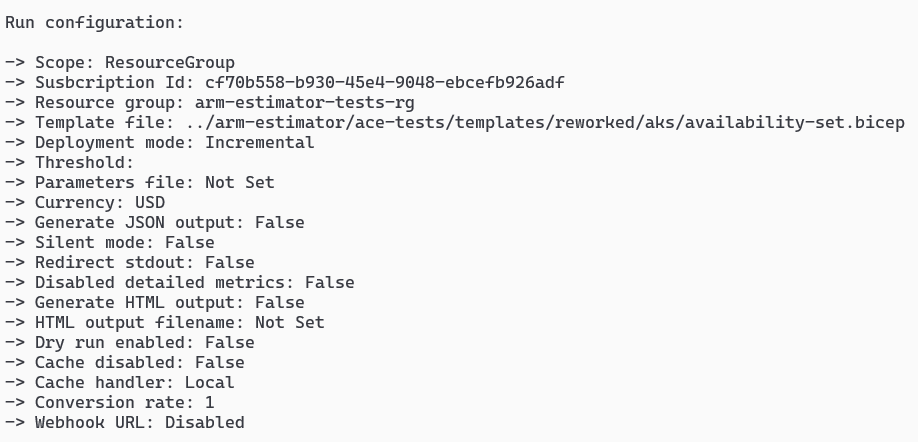 Run configuration:
-> Scope: ResourceGroup
-> Susbcription Id: cf70b558-b930-45e4-9048-ebcefb926adf
-> Resource group: arm-estimator-tests-rg
-> Template file: ../arm-estimator/ace-tests/templates/reworked/aks/availability-set.bicep
-> Deployment mode: Incremental
-> Threshold:
-> Parameters file: Not Set
-> Currency: USD
-> Generate JSON output: False
-> Silent mode: False
-> Redirect stdout: False
-> Disabled detailed metrics: False
-> Generate HTML output: False
-> HTML output filename: Not Set
-> Dry run enabled: False
-> Cache disabled: False
-> Cache handler: Local
-> Conversion rate: 1
-> Webhook URL: Disabled